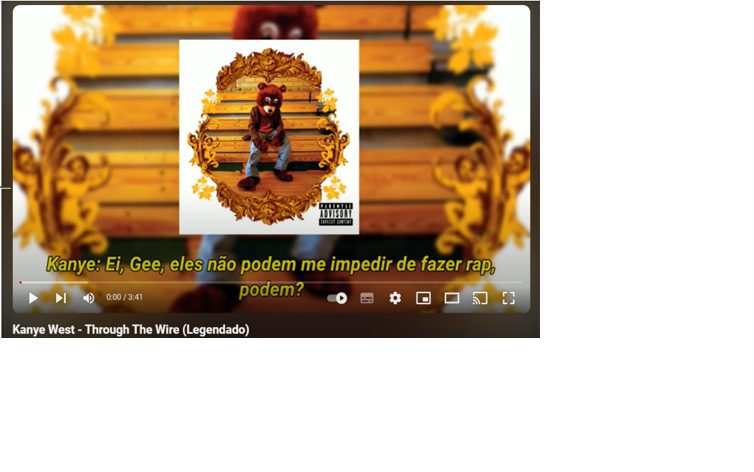 PARENTAL
ADVISORY
EXPLICIT CONTENT
Kanye: Ei, Gee, eles não podem me impedir de fazer rap,
podem?
0:00 / 3:41
Kanye West - Through The Wire (Legendado)